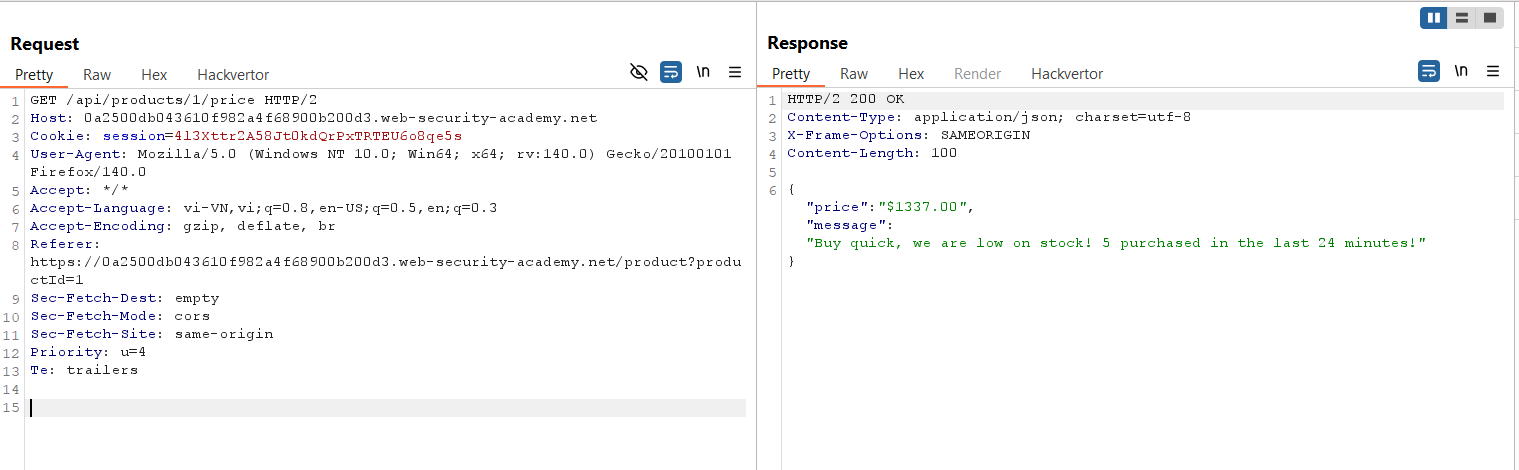 Request
Pretty Raw Hex Hackvertor \n
1 GET /api/products/1/price HTTP/2
2 Host: 0a2500db043610f982a4f68900b200d3.web-security-academy.net
3 Cookie: session=4l3Xttr2A58Jt0kdQrPxTRTEU6o8qe5s
4 User-Agent: Mozilla/5.0 (Windows NT 10.0; Win64; x64; rv:140.0) Gecko/20100101
Firefox/140.0
5 Accept: */*
6 Accept-Language: vi-VN,vi;q=0.8,en-US;q=0.5,en;q=0.3
7 Accept-Encoding: gzip, deflate, br
8 Referer:
https://0a2500db043610f982a4f68900b200d3.web-security-academy.net/product?produ
ctId=1
9 Sec-Fetch-Dest: empty
10 Sec-Fetch-Mode: cors
11 Sec-Fetch-Site: same-origin
12 Priority: u=4
13 Te: trailers
14
15
Response
Pretty Raw Hex Render Hackvertor \n
1 HTTP/2 200 OK
2 Content-Type: application/json; charset=utf-8
3 X-Frame-Options: SAMEORIGIN
4 Content-Length: 100
5
6 {
"price":"$1337.00",
"message":
"Buy quick, we are low on stock! 5 purchased in the last 24 minutes!"
}